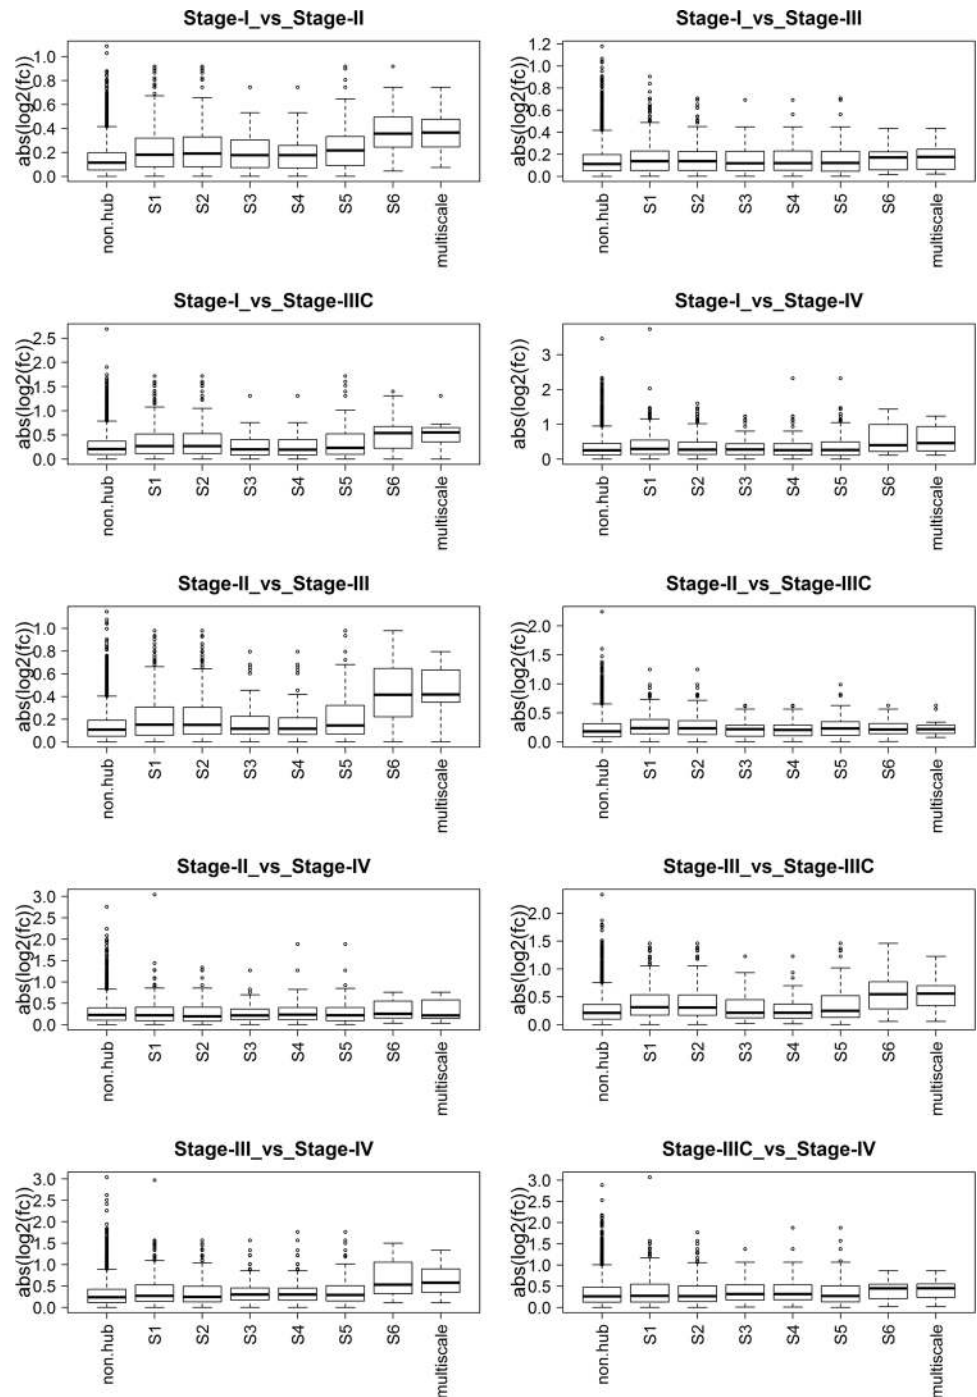 Stage-I_vs_Stage-II
abs(log2(fc))
1.0
0.8
0.6
0.4
0.2
0.0
non.hub
S1
S2
S3
S4
S5
S6
multiscale
Stage-I_vs_Stage-III
abs(log2(fc))
1.2
1.0
0.8
0.6
0.4
0.2
0.0
non.hub
S1
S2
S3
S4
S5
S6
multiscale
Stage-I_vs_Stage-IIIC
abs(log2(fc))
2.5
2.0
1.5
1.0
0.5
0.0
non.hub
S1
S2
S3
S4
S5
S6
multiscale
Stage-I_vs_Stage-IV
abs(log2(fc))
3
2
1
0
non.hub
S1
S2
S3
S4
S5
S6
multiscale
Stage-II_vs_Stage-III
abs(log2(fc))
1.0
0.8
0.6
0.4
0.2
0.0
non.hub
S1
S2
S3
S4
S5
S6
multiscale
Stage-II_vs_Stage-IIIC
abs(log2(fc))
2.0
1.5
1.0
0.5
0.0
non.hub
S1
S2
S3
S4
S5
S6
multiscale
Stage-II_vs_Stage-IV
abs(log2(fc))
3.0
2.5
2.0
1.5
1.0
0.5
0.0
non.hub
S1
S2
S3
S4
S5
S6
multiscale
Stage-III_vs_Stage-IIIC
abs(log2(fc))
2.0
1.5
1.0
0.5
0.0
non.hub
S1
S2
S3
S4
S5
S6
multiscale
Stage-III_vs_Stage-IV
abs(log2(fc))
3.0
2.5
2.0
1.5
1.0
0.5
0.0
non.hub
S1
S2
S3
S4
S5
S6
multiscale
Stage-IIIC_vs_Stage-IV
abs(log2(fc))
3.0
2.5
2.0
1.5
1.0
0.5
0.0
non.hub
S1
S2
S3
S4
S5
S6
multiscale